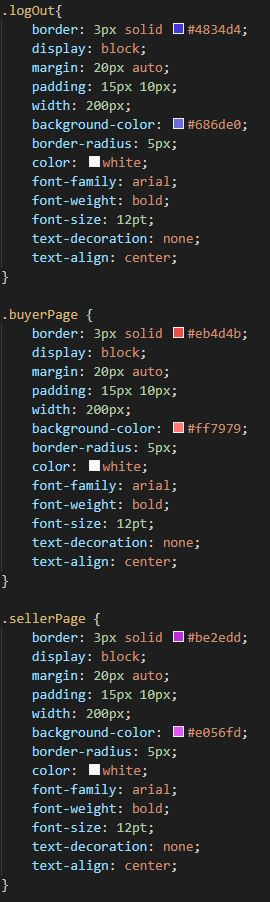 .logOut{
border: 3px solid #4834d4;
display: block;
margin: 20px auto;
padding: 15px 10px;
width: 200px;
background-color: #686de0;
border-radius: 5px;
color: white;
font-family: arial;
font-weight: bold;
font-size: 12pt;
text-decoration: none;
text-align: center;
}
.buyerPage {
border: 3px solid #eb4d4b;
display: block;
margin: 20px auto;
padding: 15px 10px;
width: 200px;
background-color: #ff7979;
border-radius: 5px;
color: white;
font-family: arial;
font-weight: bold;
font-size: 12pt;
text-decoration: none;
text-align: center;
}
.sellerPage {
border: 3px solid #be2edd;
display: block;
margin: 20px auto;
padding: 15px 10px;
width: 200px;
background-color: #e056fd;
border-radius: 5px;
color: white;
font-family: arial;
font-weight: bold;
font-size: 12pt;
text-decoration: none;
text-align: center;
}